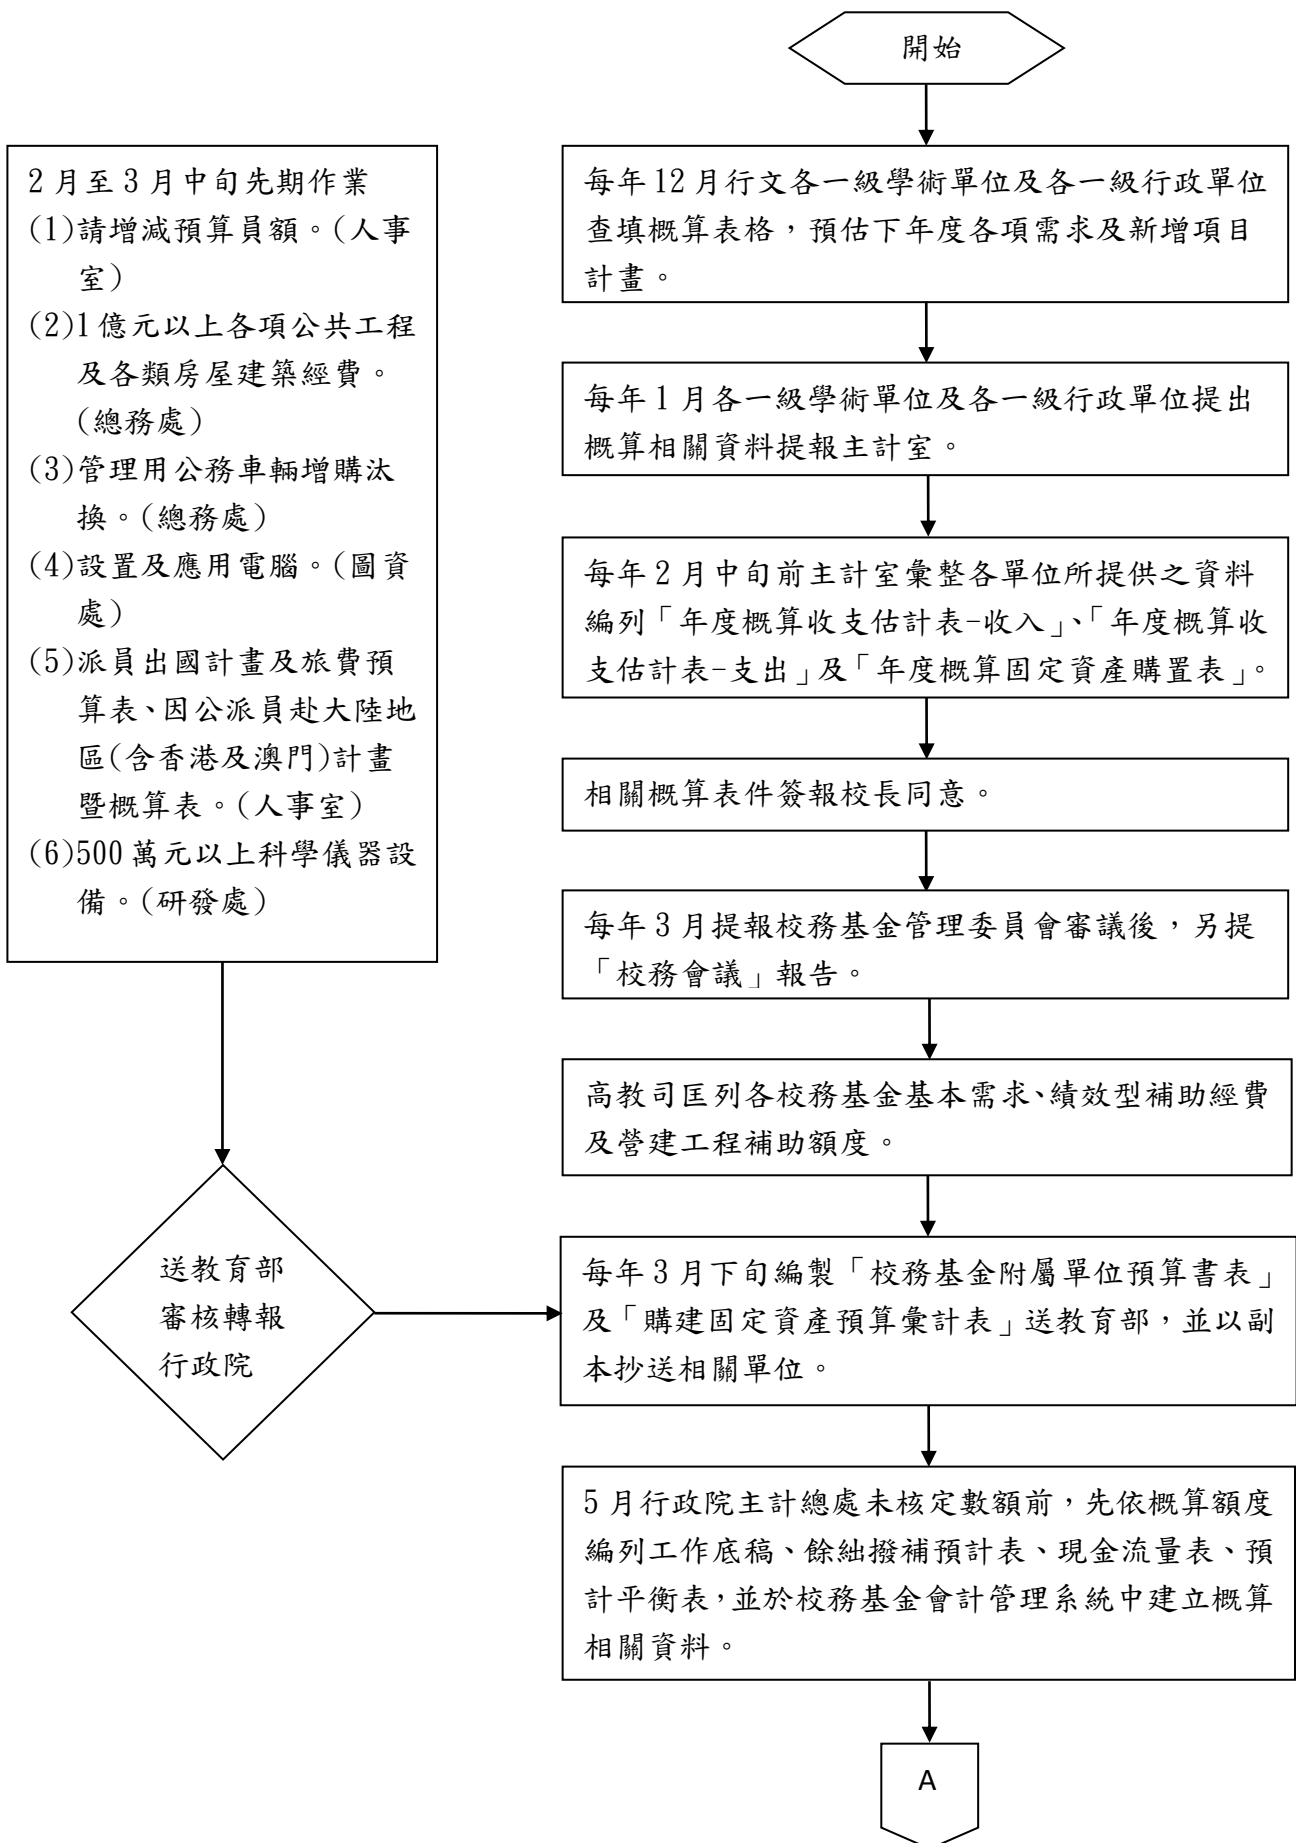 開始
2月至3月中旬先期作業
(1)請增減預算員額。(人事
室)
(2)1億元以上各項公共工程
及各類房屋建築經費。
(總務處)
(3)管理用公務車輛增購汰
換。(總務處)
(4)設置及應用電腦。(圖資
處)
(5)派員出國計畫及旅費預
算表、因公派員赴大陸地
區(含香港及澳門)計畫
暨概算表。(人事室)
(6)500萬元以上科學儀器設
備。(研發處)
送教育部
審核轉報
行政院
每年12月行文各一級學術單位及各一級行政單位
查填概算表格，預估下年度各項需求及新增項目
計畫。
每年1月各一級學術單位及各一級行政單位提出
概算相關資料提報主計室。
每年2月中旬前主計室彙整各單位所提供之資料
編列「年度概算收支估計表-收入」、「年度概算收
支估計表-支出」及「年度概算固定資產購置表」。
相關概算表件簽報校長同意。
每年3月提報校務基金管理委員會審議後，另提
「校務會議」報告。
高教司匡列各校務基金基本需求、績效型補助經費
及營建工程補助額度。
每年3月下旬編製「校務基金附屬單位預算書表」
及「購建固定資產預算彙計表」送教育部，並以副
本抄送相關單位。
5月行政院主計總處未核定數額前，先依概算額度
編列工作底稿、餘絀撥補預計表、現金流量表、預
計平衡表，並於校務基金會計管理系統中建立概算
相關資料。
A